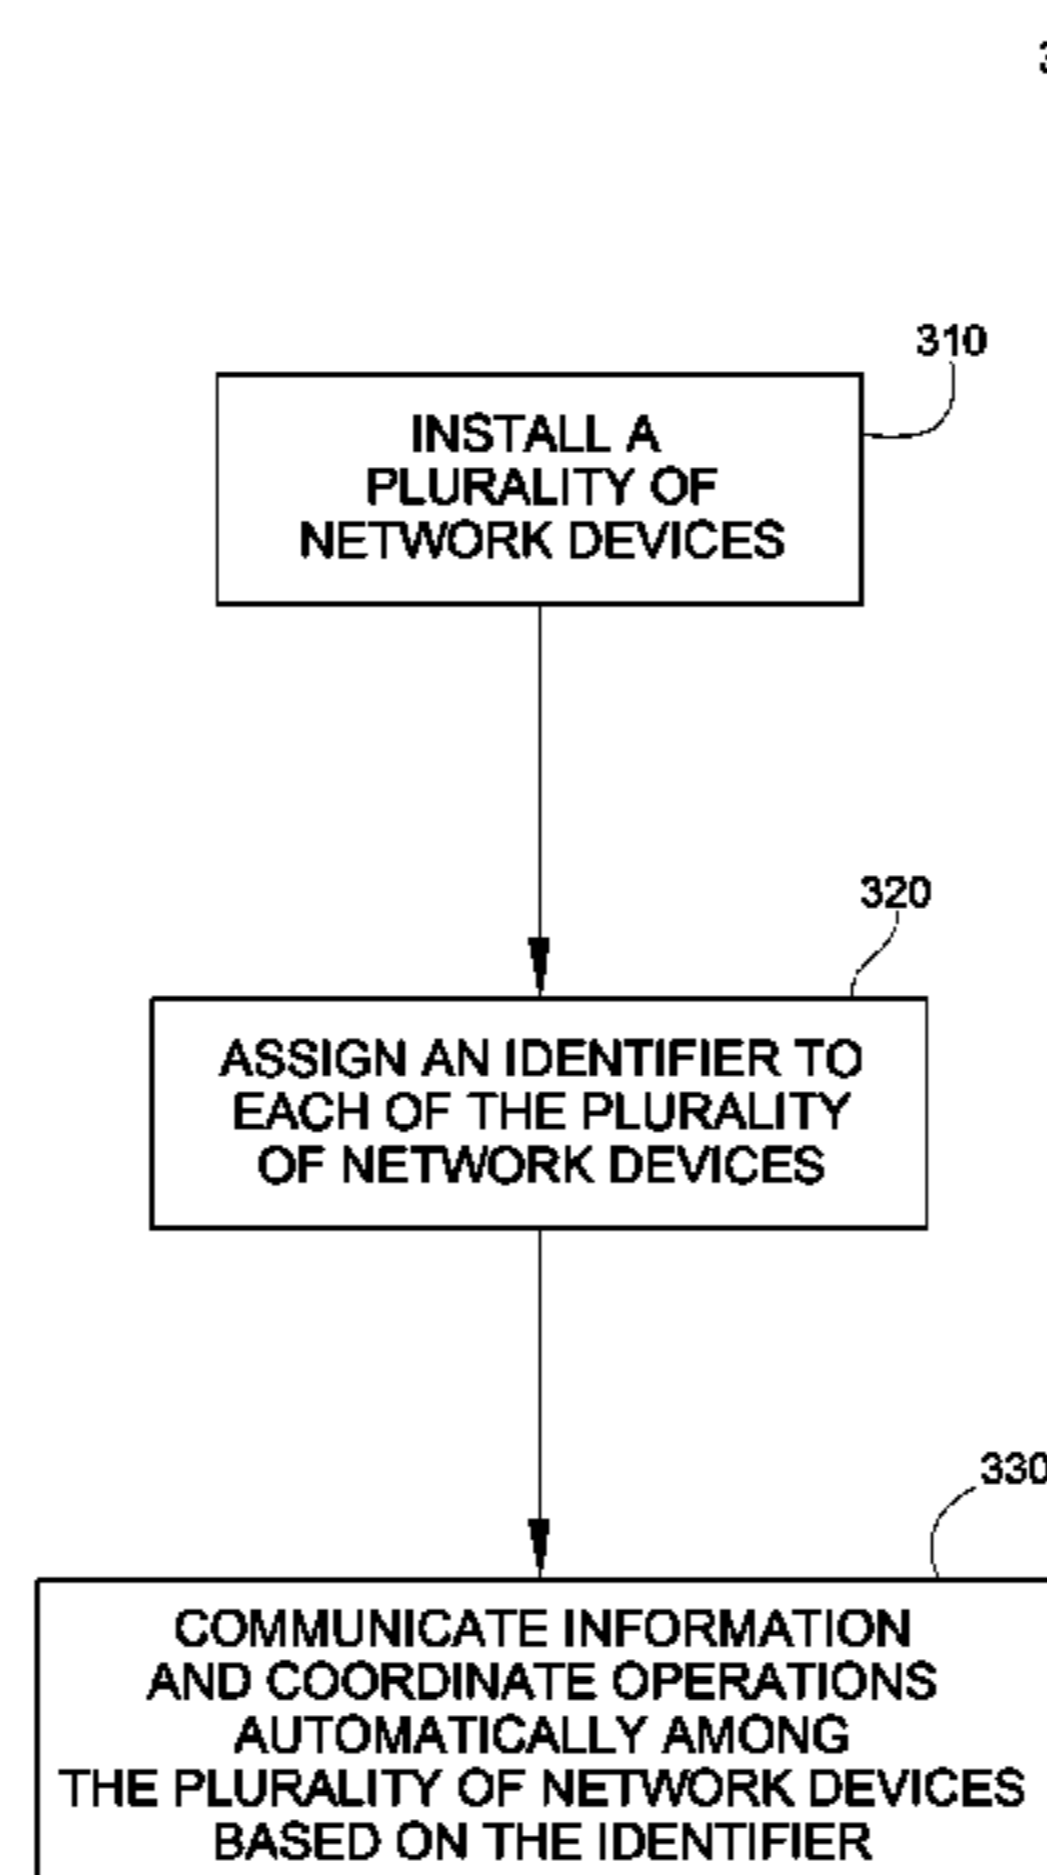 310
INSTALL A
PLURALITY OF
NETWORK DEVICES
320
ASSIGN AN IDENTIFIER TO
EACH OF THE PLURALITY
OF NETWORK DEVICES
330
COMMUNICATE INFORMATION
AND COORDINATE OPERATIONS
AUTOMATICALLY AMONG
THE PLURALITY OF NETWORK DEVICES
BASED ON THE IDENTIFIER